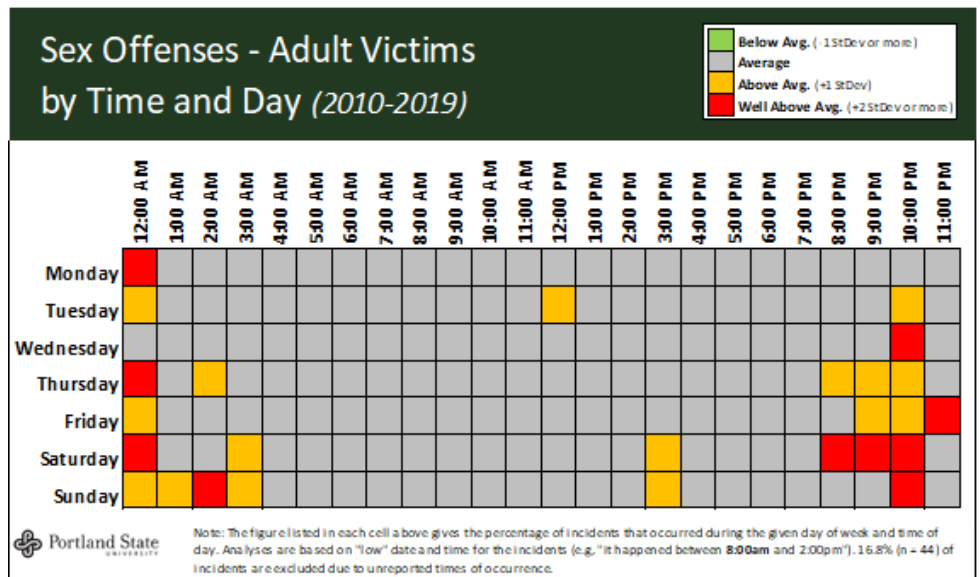 Sex Offenses - Adult Victims
by Time and Day (2010-2019)
Below Avg. (-1StDev or more)
Average
Above Avg. (+1StDev)
Well Above Avg. (+2StDev or more)
12:00 AM
1:00 AM
2:00 AM
3:00 AM
4:00 AM
5:00 AM
6:00 AM
7:00 AM
8:00 AM
9:00 AM
10:00 AM
11:00 AM
12:00 PM
1:00 PM
2:00 PM
3:00 PM
4:00 PM
5:00 PM
6:00 PM
7:00 PM
8:00 PM
9:00 PM
10:00 PM
11:00 PM
Monday
Tuesday
Wednesday
Thursday
Friday
Saturday
Sunday
Portland State
UNIVERSITY
Note: The figure listed in each cell above gives the percentage of incidents that occurred during the given day of week and time of
day. Analyses are based on "low" date and time for the incidents (e.g, "it happened between 8:00am and 2:00pm"). 16.8% (n = 44) of
incidents are excluded due to unreported times of occurrence.